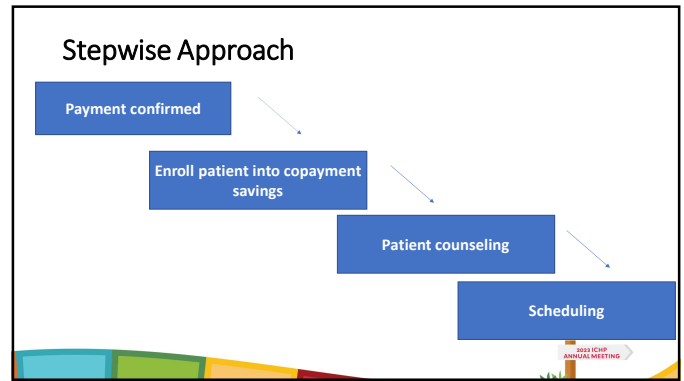 Stepwise Approach
Payment confirmed
Enroll patient into copayment
savings
Patient counseling
Scheduling
2023 ICHP
ANNUAL MEETING